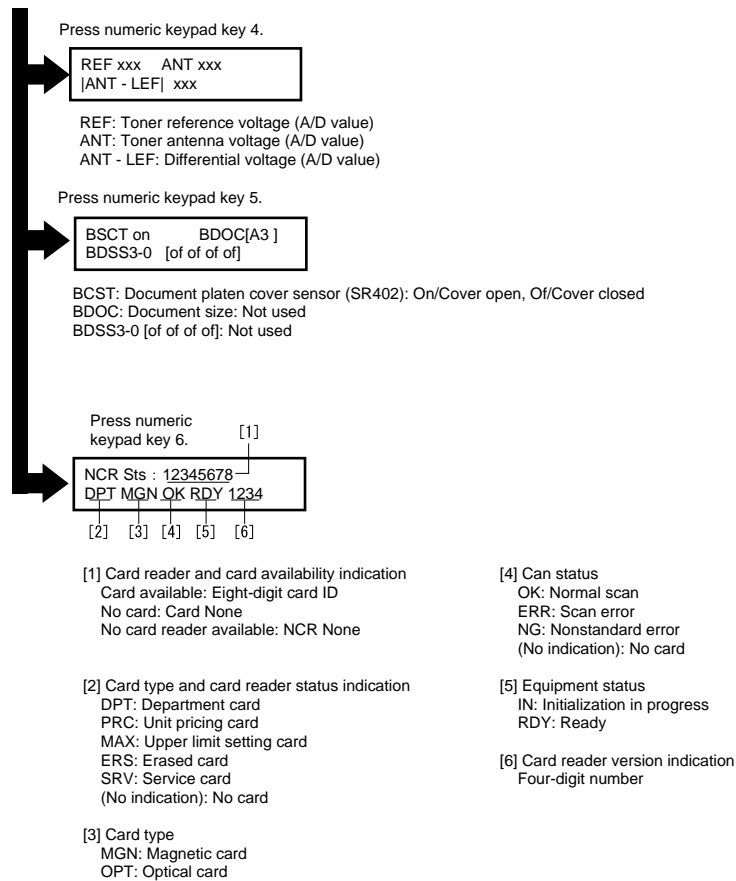 Press numeric keypad key 4.
REF xxx ANT xxx
|ANT - LEF| xxx
REF: Toner reference voltage (A/D value)
ANT: Toner antenna voltage (A/D value)
ANT - LEF: Differential voltage (A/D value)
Press numeric keypad key 5.
BSCT on BDOC[A3 ]
BDSS3-0 [of of of of]
BCST: Document platen cover sensor (SR402): On/Cover open, Of/Cover closed
BDOC: Document size: Not used
BDSS3-0 [of of of of]: Not used
Press numeric
keypad key 6.
[1]
NCR Sts : 12345678
DPT MGN OK RDY 1234
[2] [3] [4] [5] [6]
[1] Card reader and card availability indication
Card available: Eight-digit card ID
No card: Card None
No card reader available: NCR None
[2] Card type and card reader status indication
DPT: Department card
PRC: Unit pricing card
MAX: Upper limit setting card
ERS: Erased card
SRV: Service card
(No indication): No card
[3] Card type
MGN: Magnetic card
OPT: Optical card
[4] Can status
OK: Normal scan
ERR: Scan error
NG: Nonstandard error
(No indication): No card
[5] Equipment status
IN: Initialization in progress
RDY: Ready
[6] Card reader version indication
Four-digit number